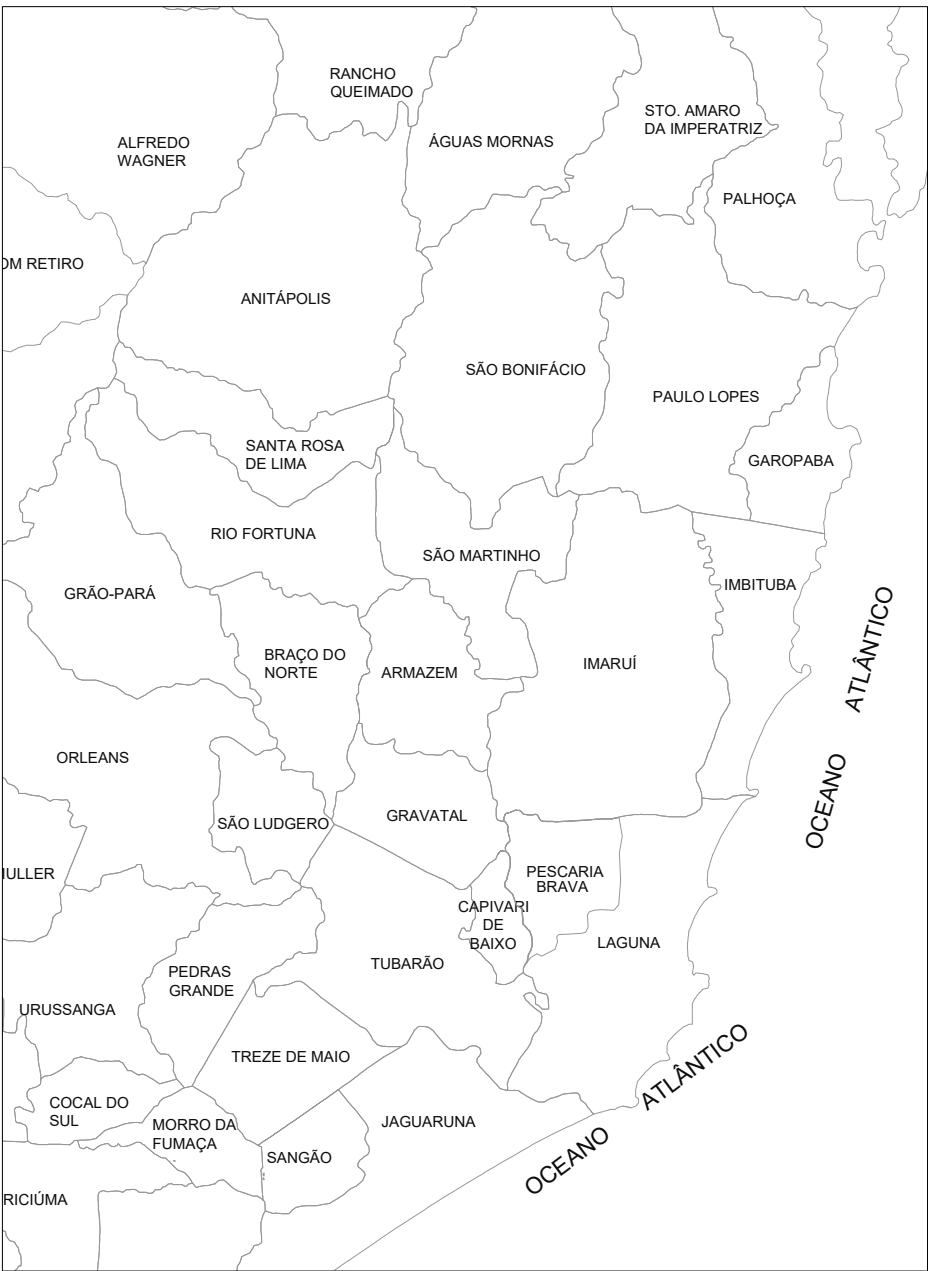 RANCHO
QUEIMADO
STO. AMARO
DA IMPERATRIZ
ALFREDO
WAGNER
ÁGUAS MORNAS
PALHOÇA
OM RETIRO
ANITÁPOLIS
SÃO BONIFÁCIO
PAULO LOPES
SANTA ROSA
DE LIMA
GAROPABA
RIO FORTUNA
SÃO MARTINHO
GRÃO-PARÁ
IMBITUBA
BRAÇO DO
NORTE
ARMAZEM
IMARUÍ
OCEANO ATLÂNTICO
ORLEANS
SÃO LUDGERO
GRAVATAL
ULLER
PESCARIA
BRAVA
CAPIVARI
DE
BAIXO
LAGUNA
TUBARÃO
PEDRAS
GRANDE
URUSSANGA
TREZE DE MAIO
COCAL DO
SUL
MORRO DA
FUMAÇA
JAGUARUNA
SANGÃO
OCEANO ATLÂNTICO
RICIÚMA